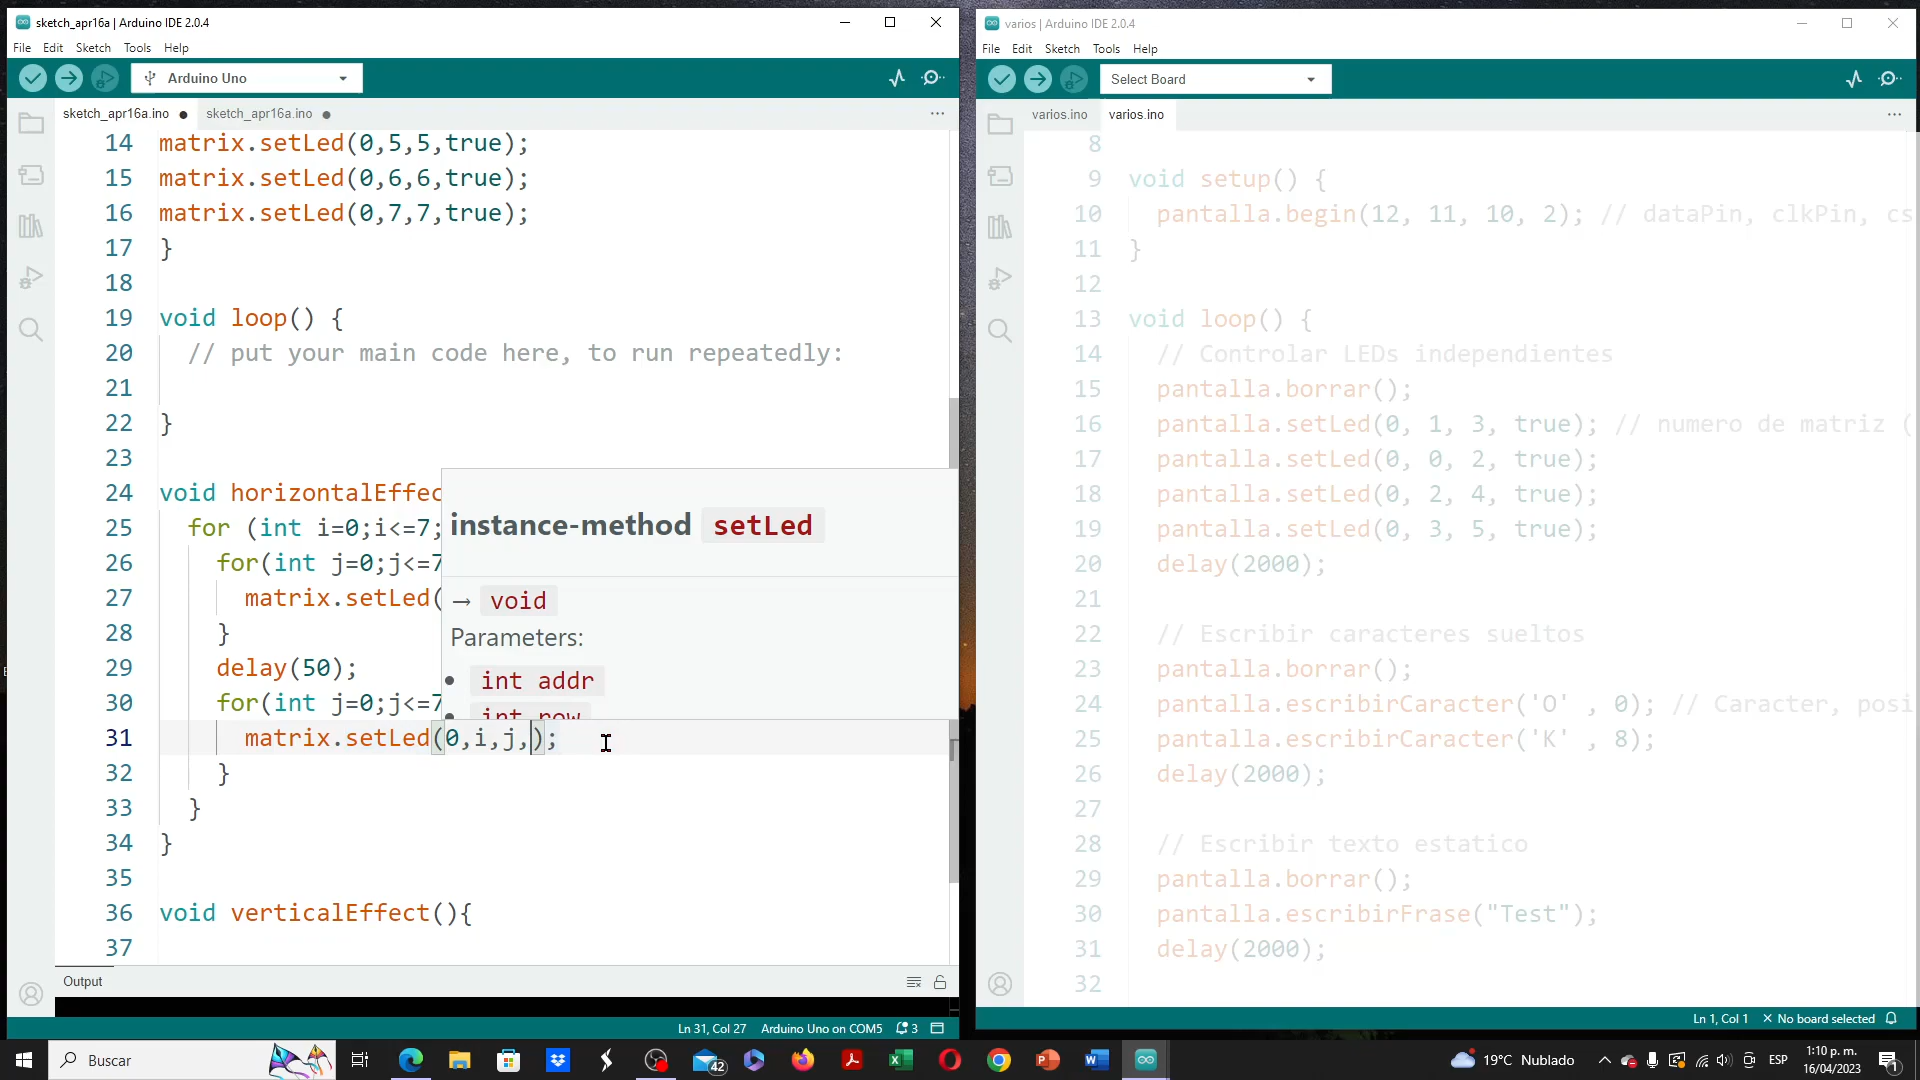 sketch_apr16a | Arduino IDE 2.0.4
File Edit Sketch Tools Help
Arduino Uno
sketch_apr16a.ino
sketch_apr16a.ino
14 matrix.setLed(0,5,5,true);
15 matrix.setLed(0,6,6,true);
16 matrix.setLed(0,7,7,true);
17 }
18
19 void loop() {
20 // put your main code here, to run repeatedly:
21
22 }
23
24 void horizontalEffec
25 for (int i=0;i<=7;
26 for(int j=0;j<=7
27 matrix.setLed(
28 }
29 delay(50);
30 for(int j=0;j<=7
31 matrix.setLed(0,i,j,);
32 }
33 }
34 }
35
36 void verticalEffect(){
37
instance-method setLed
→ void
Parameters:
• int addr
• int row
Output
Ln 31, Col 27 Arduino Uno on COM5 3
varios | Arduino IDE 2.0.4
File Edit Sketch Tools Help
Select Board
varios.ino
varios.ino
8
9 void setup() {
10 pantalla.begin(12, 11, 10, 2); // dataPin, clkPin, cs
11 }
12
13 void loop() {
14 // Controlar LEDs independientes
15 pantalla.borrar();
16 pantalla.setLed(0, 1, 3, true); // numero de matriz (
17 pantalla.setLed(0, 0, 2, true);
18 pantalla.setLed(0, 2, 4, true);
19 pantalla.setLed(0, 3, 5, true);
20 delay(2000);
21
22 // Escribir caracteres sueltos
23 pantalla.borrar();
24 pantalla.escribirCaracter('O' , 0); // Caracter, posi
25 pantalla.escribirCaracter('K' , 8);
26 delay(2000);
27
28 // Escribir texto estatico
29 pantalla.borrar();
30 pantalla.escribirFrase("Test");
31 delay(2000);
32
Ln 1, Col 1 × No board selected
Buscar
42
19°C Nublado
ESP
1:10 p. m.
16/04/2023
1